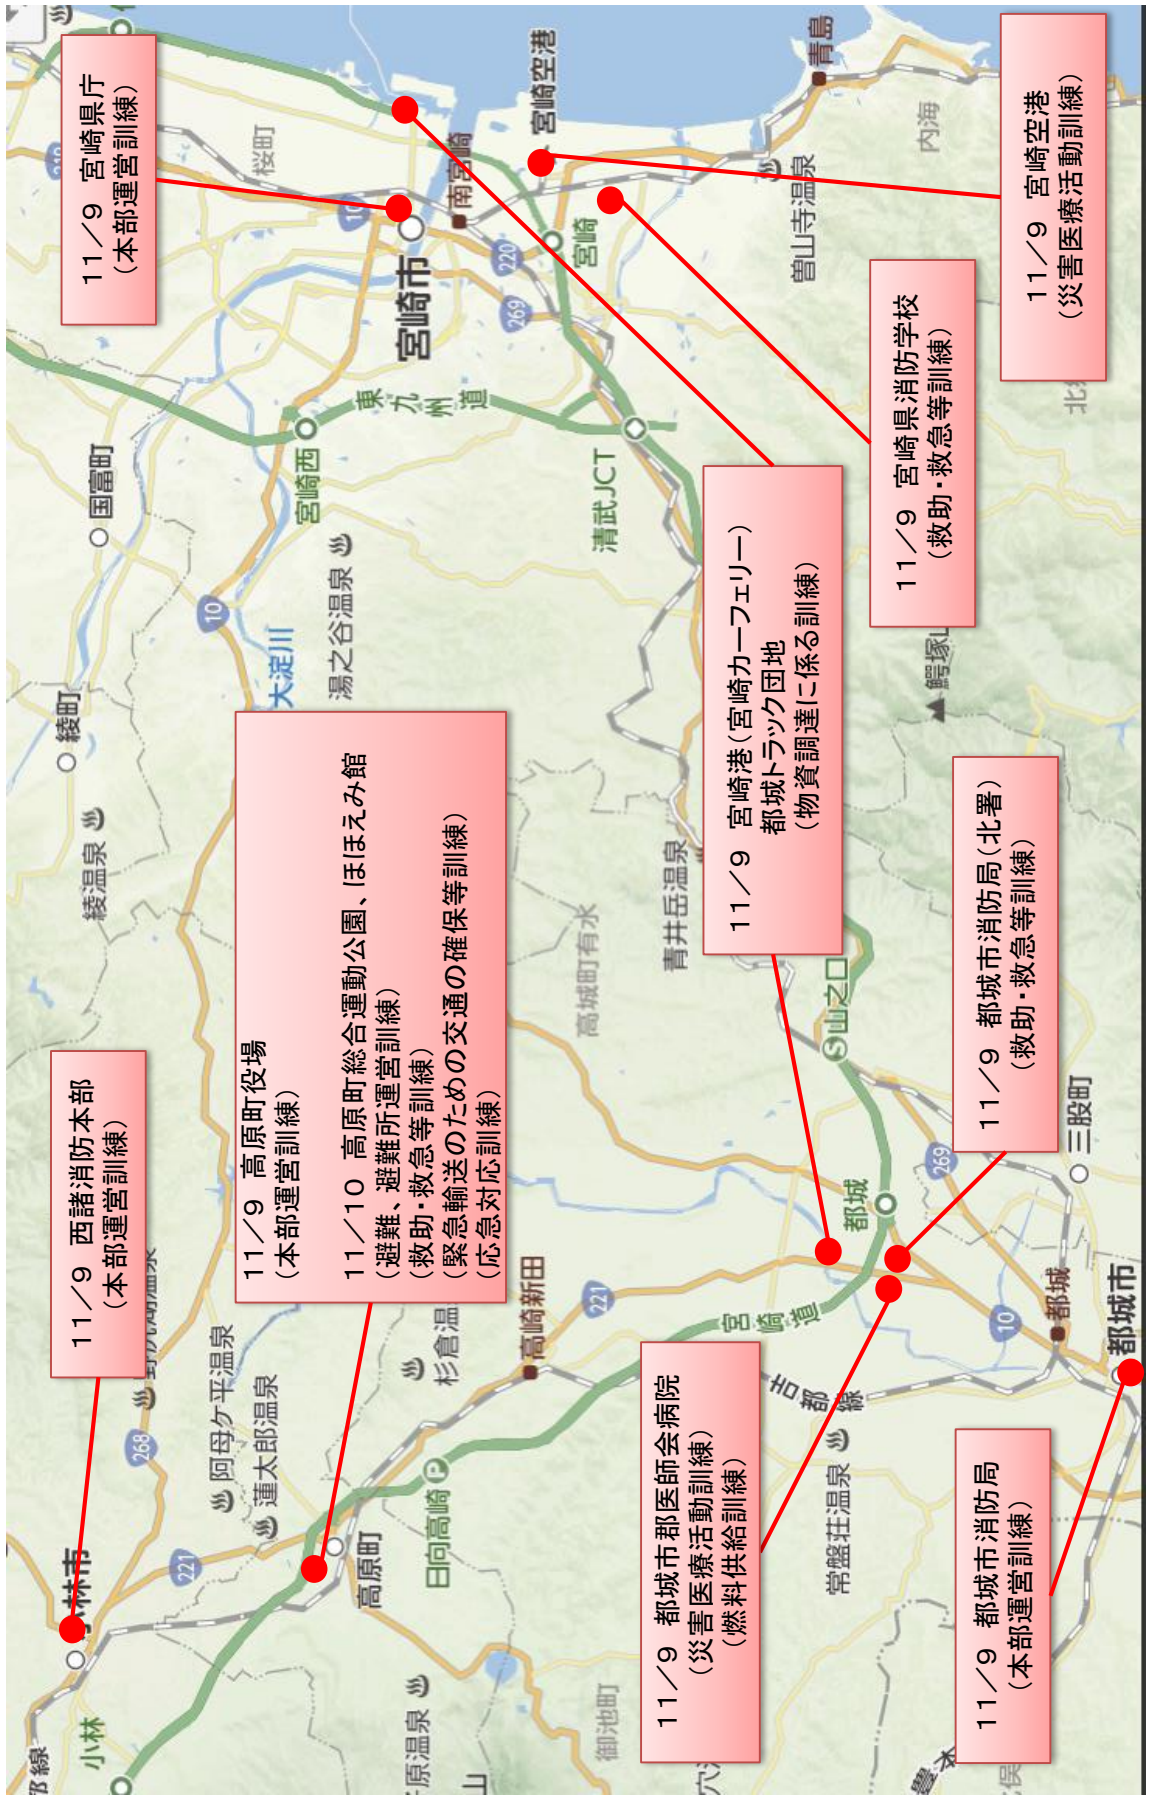 11/9 西諸消防本部
(本部運営訓練)
11/9 高原町役場
(本部運営訓練)
11/10 高原町総合運動公園、ほほえみ館
(避難、避難所運営訓練)
(救助・救急等訓練)
(緊急輸送のための交通の確保等訓練)
(応急対応訓練)
11/9 宮崎県庁
(本部運営訓練)
11/9 都城市郡医師会病院
(災害医療活動訓練)
(燃料供給訓練)
11/9 宮崎港(宮崎カーフェリー)
都城トラック団地
(物資調達に係る訓練)
11/9 宮崎県消防学校
(救助・救急等訓練)
11/9 都城市消防局
(本部運営訓練)
11/9 都城市消防局(北署)
(救助・救急等訓練)
11/9 宮崎空港
(災害医療活動訓練)
小林市
小林
268
221
阿母ケ平温泉
蓮太郎温泉
高原町
日向高崎
P
高崎新田
221
御池町
綾温泉
綾町
国富町
10
大淀川
湯之谷温泉
宮崎西
東九州道
桜町
宮崎市
南宮崎
220
269
宮崎
宮崎空港
清武JCT
曽山寺温泉
青島
内海
青井岳温泉
高城町有水
山之口
S
都城
宮崎道
吉都線
常盤荘温泉
10
269
都城
都城市
三股町